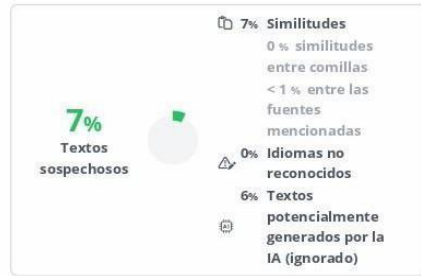 7%
Textos
sospechosos
7% Similitudes
0 % similitudes
entre comillas
< 1 % entre las
fuentes
mencionadas
0% Idiomas no
reconocidos
6% Textos
potencialmente
generados por la
IA (ignorado)